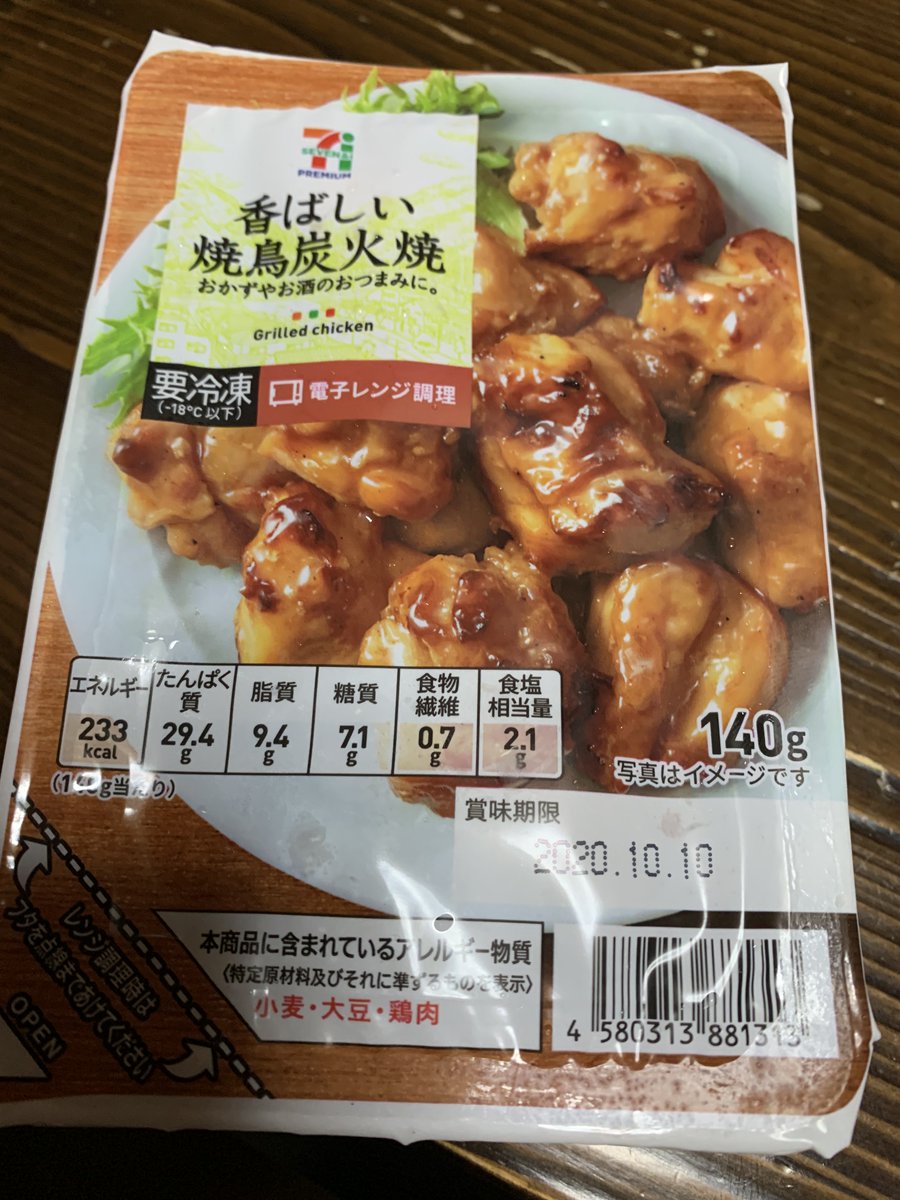 SEVEN&i
PREMIUM
香ばしい
焼鳥炭火焼
おかずやお酒のおつまみに。
Grilled chicken
要冷凍
(-18℃以下)
電子レンジ調理
エネルギー
233
kcal
たんぱく
質
29.4
g
脂質
9.4
g
糖質
7.1
g
食物
繊維
0.7
g
食塩
相当量
2.1
g
(140g当たり)
140g
写真はイメージです
賞味期限
2020.10.10
レンジ調理時は
フタを点線まであけてください
OPEN
本商品に含まれているアレルギー物質
〈特定原材料及びそれに準ずるものを表示〉
小麦・大豆・鶏肉
4 580313 881313